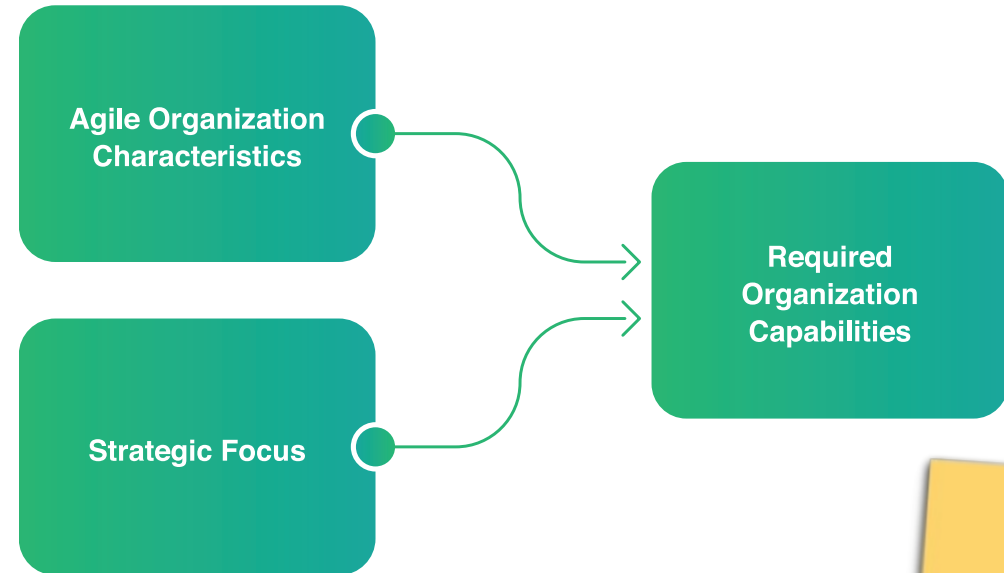 Agile Organization
Characteristics
Required
Organization
Capabilities
Strategic Focus